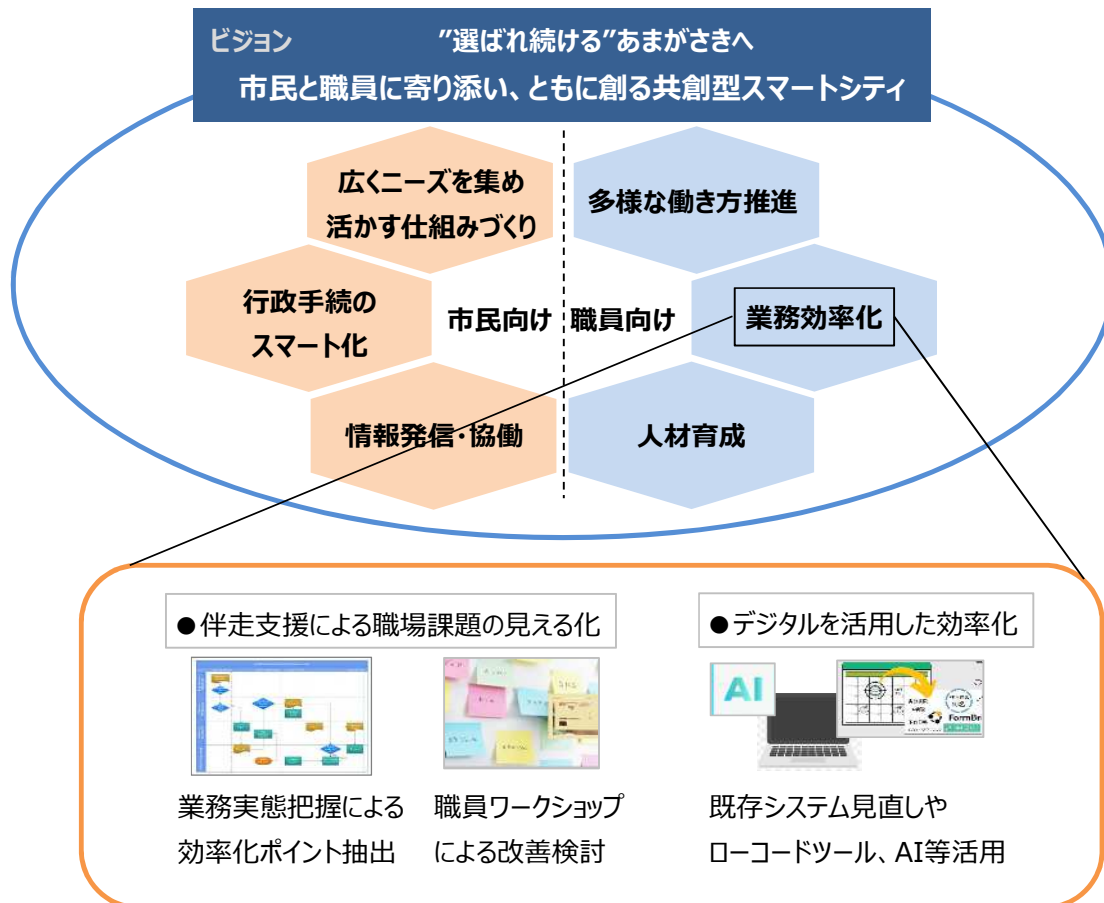 ビジョン
”選ばれ続ける”あまがさきへ
市民と職員に寄り添い、ともに創る共創型スマートシティ
広くニーズを集め
活かす仕組みづくり
多様な働き方推進
行政手続の
スマート化
市民向け
職員向け
業務効率化
情報発信・協働
人材育成
●伴走支援による職場課題の見える化
●デジタルを活用した効率化
AI
FormBri
業務実態把握による
効率化ポイント抽出
職員ワークショップ
による改善検討
既存システム見直しや
ローコードツール、AI等活用